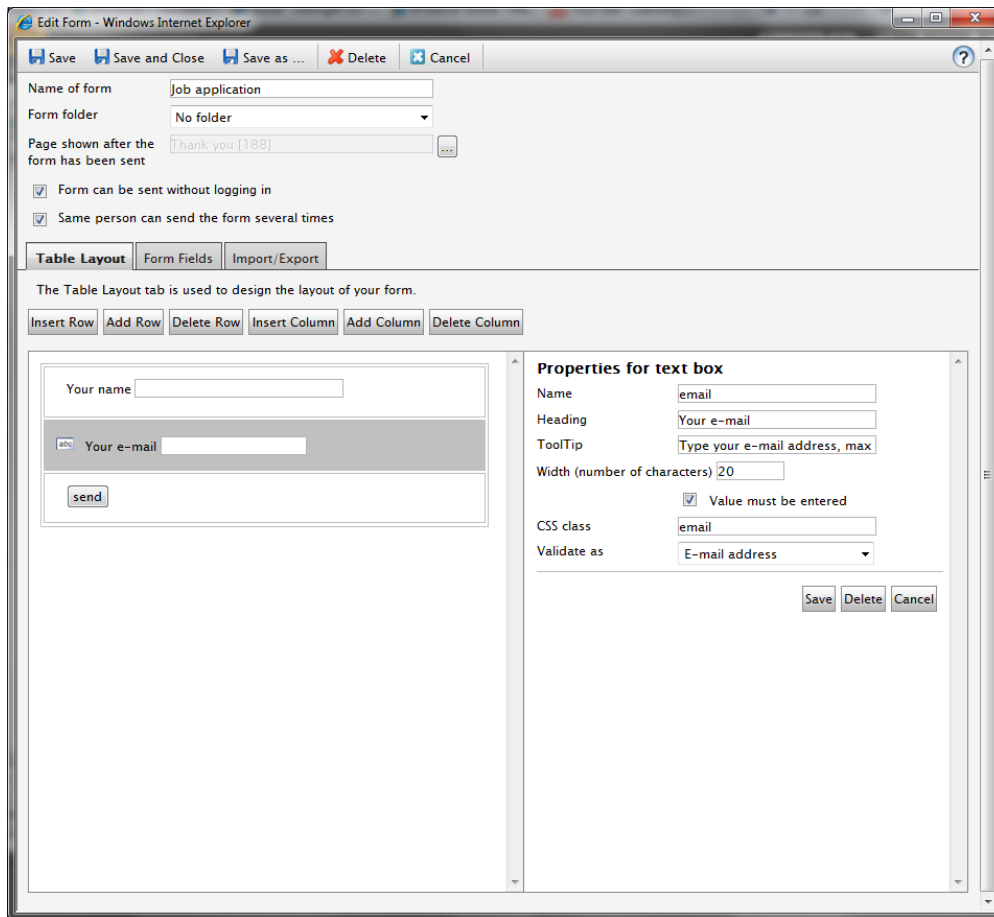 Edit Form - Windows Internet Explorer
Save Save and Close Save as ... Delete Cancel ?
Name of form Job application
Form folder No folder
Page shown after the
form has been sent
Thank you [188] ...
Form can be sent without logging in
Same person can send the form several times
Table Layout Form Fields Import/Export
The Table Layout tab is used to design the layout of your form.
Insert Row Add Row Delete Row Insert Column Add Column Delete Column
Your name
abc Your e-mail
send
Properties for text box
Name email
Heading Your e-mail
ToolTip Type your e-mail address, max
Width (number of characters) 20
Value must be entered
CSS class email
Validate as E-mail address
Save Delete Cancel